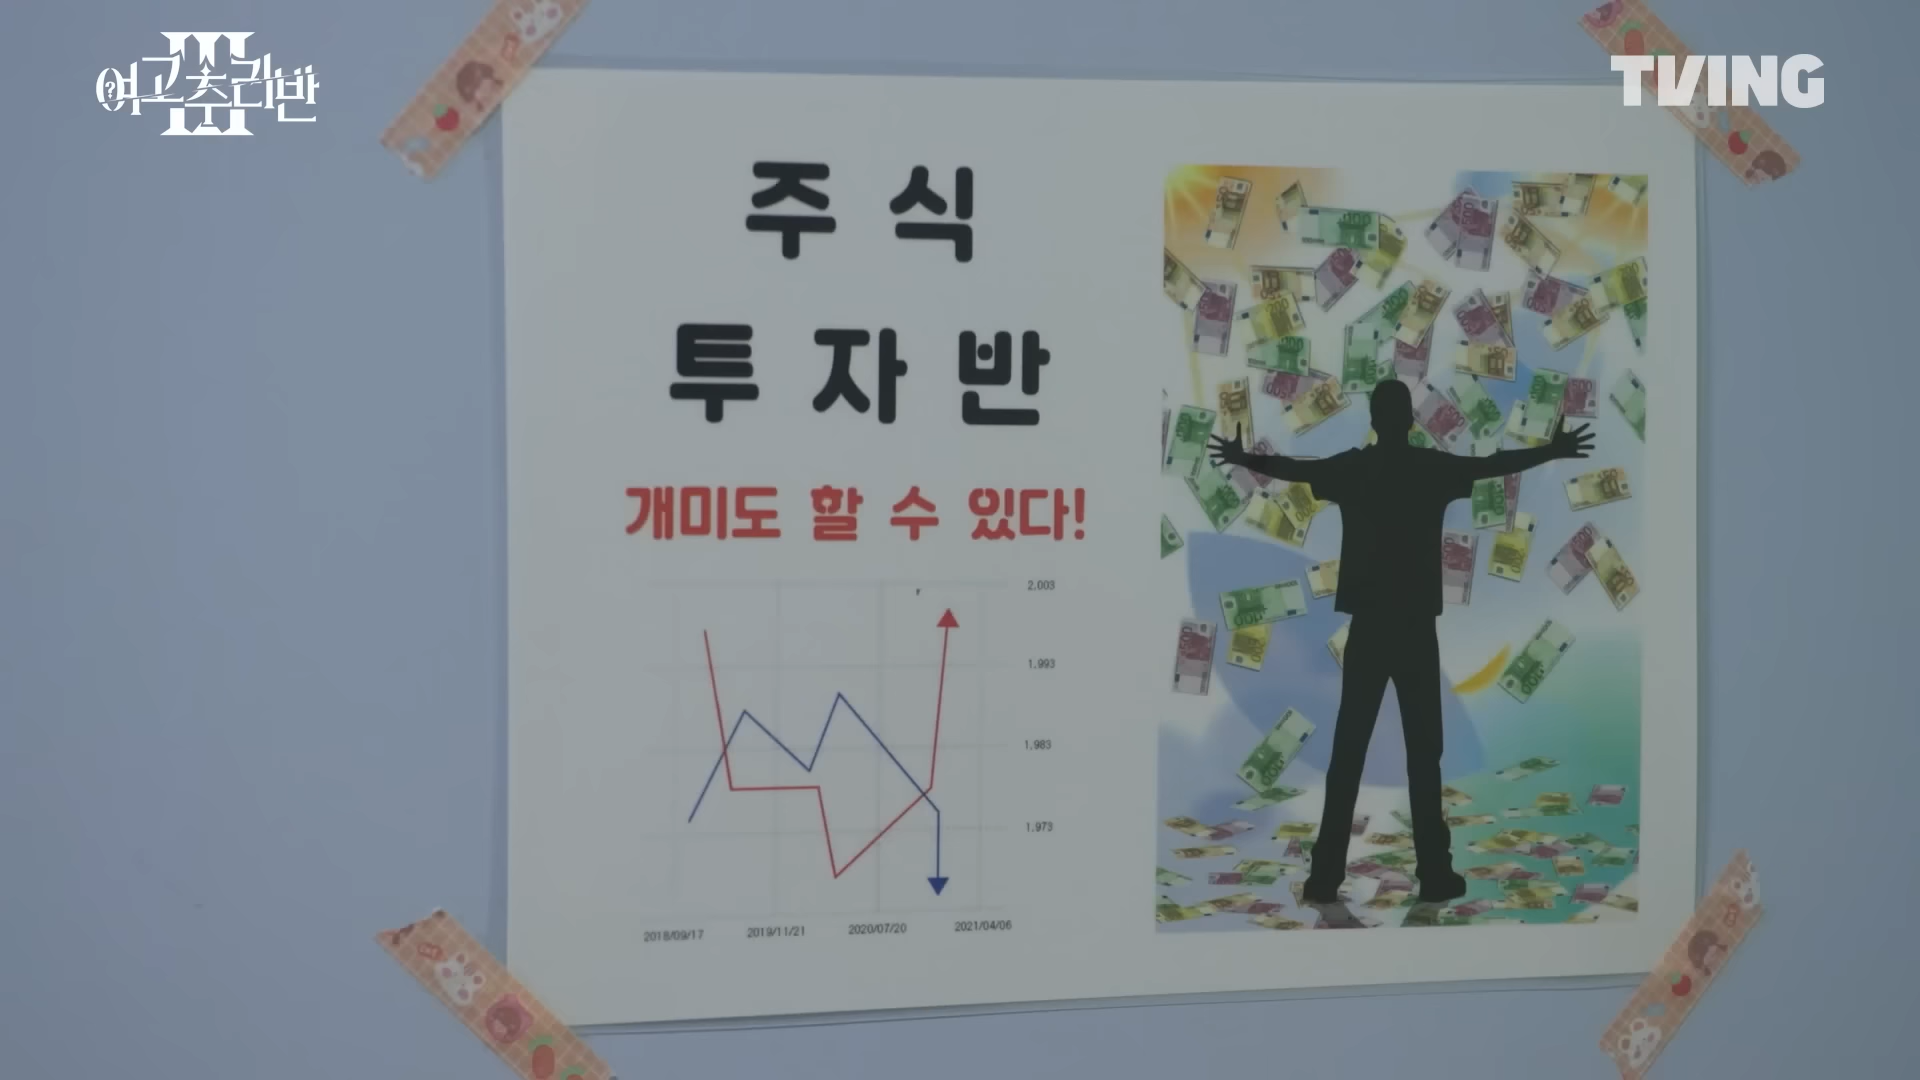 여고추리반
III
TVING
주식
투자반
개미도 할 수 있다!
2,003
1,993
1,983
1,973
2018/09/17 2019/11/21 2020/07/20 2021/04/06